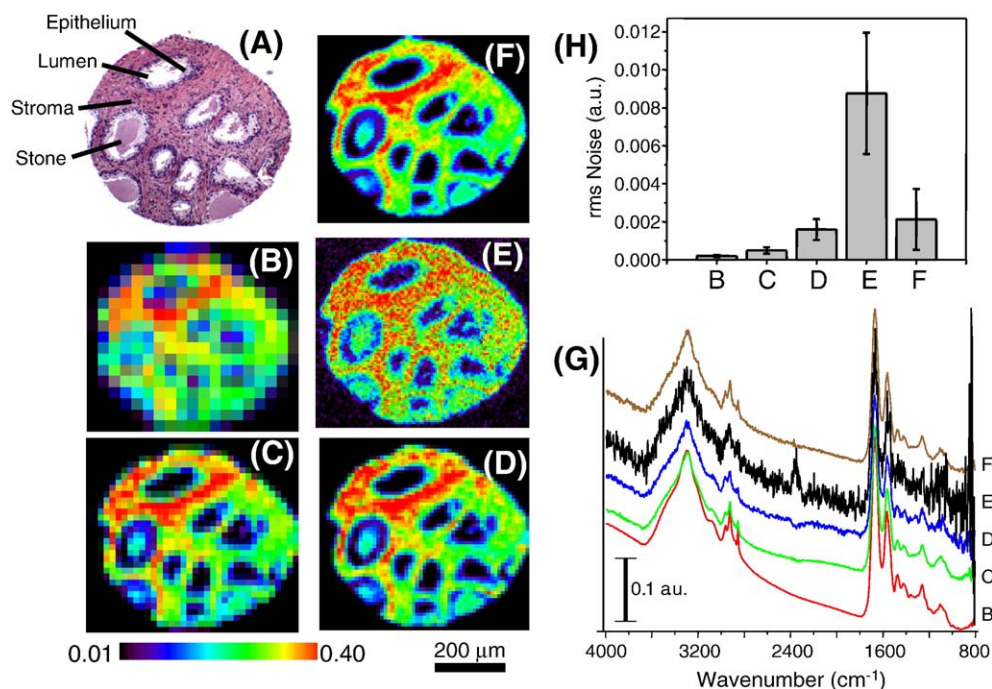 Epithelium
Lumen
Stroma
Stone
(A)
(F)
(B)
(E)
(C)
(D)
0.01
0.40
200 μm
(H)
rms Noise (a.u.)
0.012
0.010
0.008
0.006
0.004
0.002
0.000
B C D E F
(G)
F
E
D
C
B
0.1 au.
4000 3200 2400 1600 800
Wavenumber (cm⁻¹)